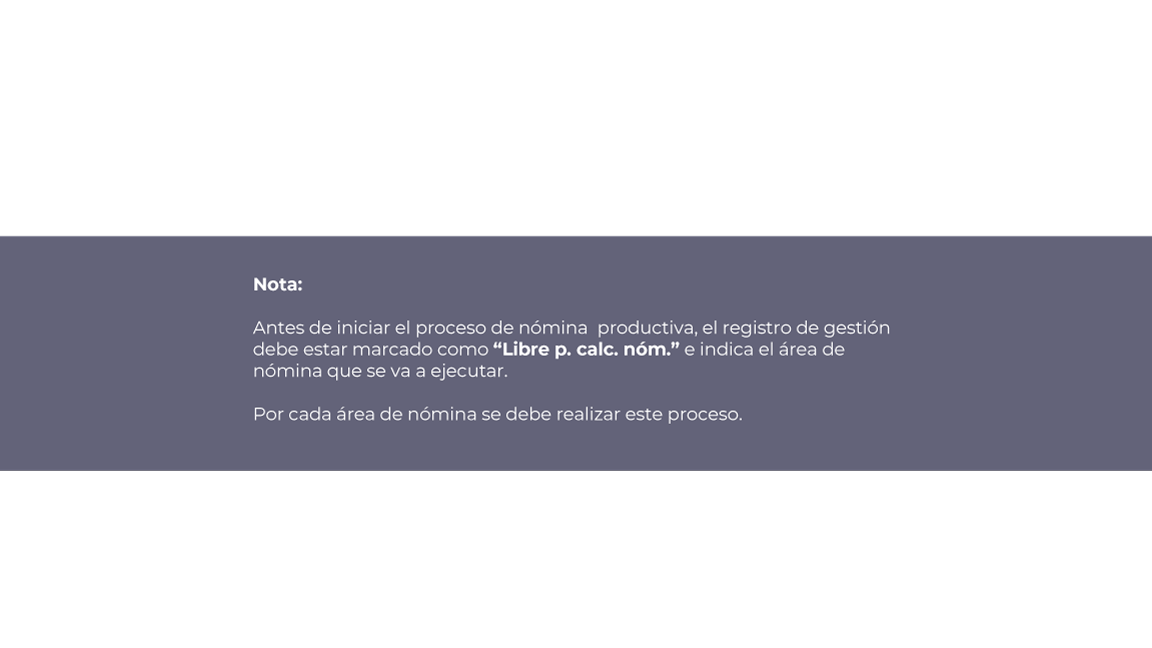 Nota:
Antes de iniciar el proceso de nómina  productiva, el registro de gestión
debe estar marcado como “Libre p. calc. nóm.” e indica el área de
nómina que se va a ejecutar.
Por cada área de nómina se debe realizar este proceso.